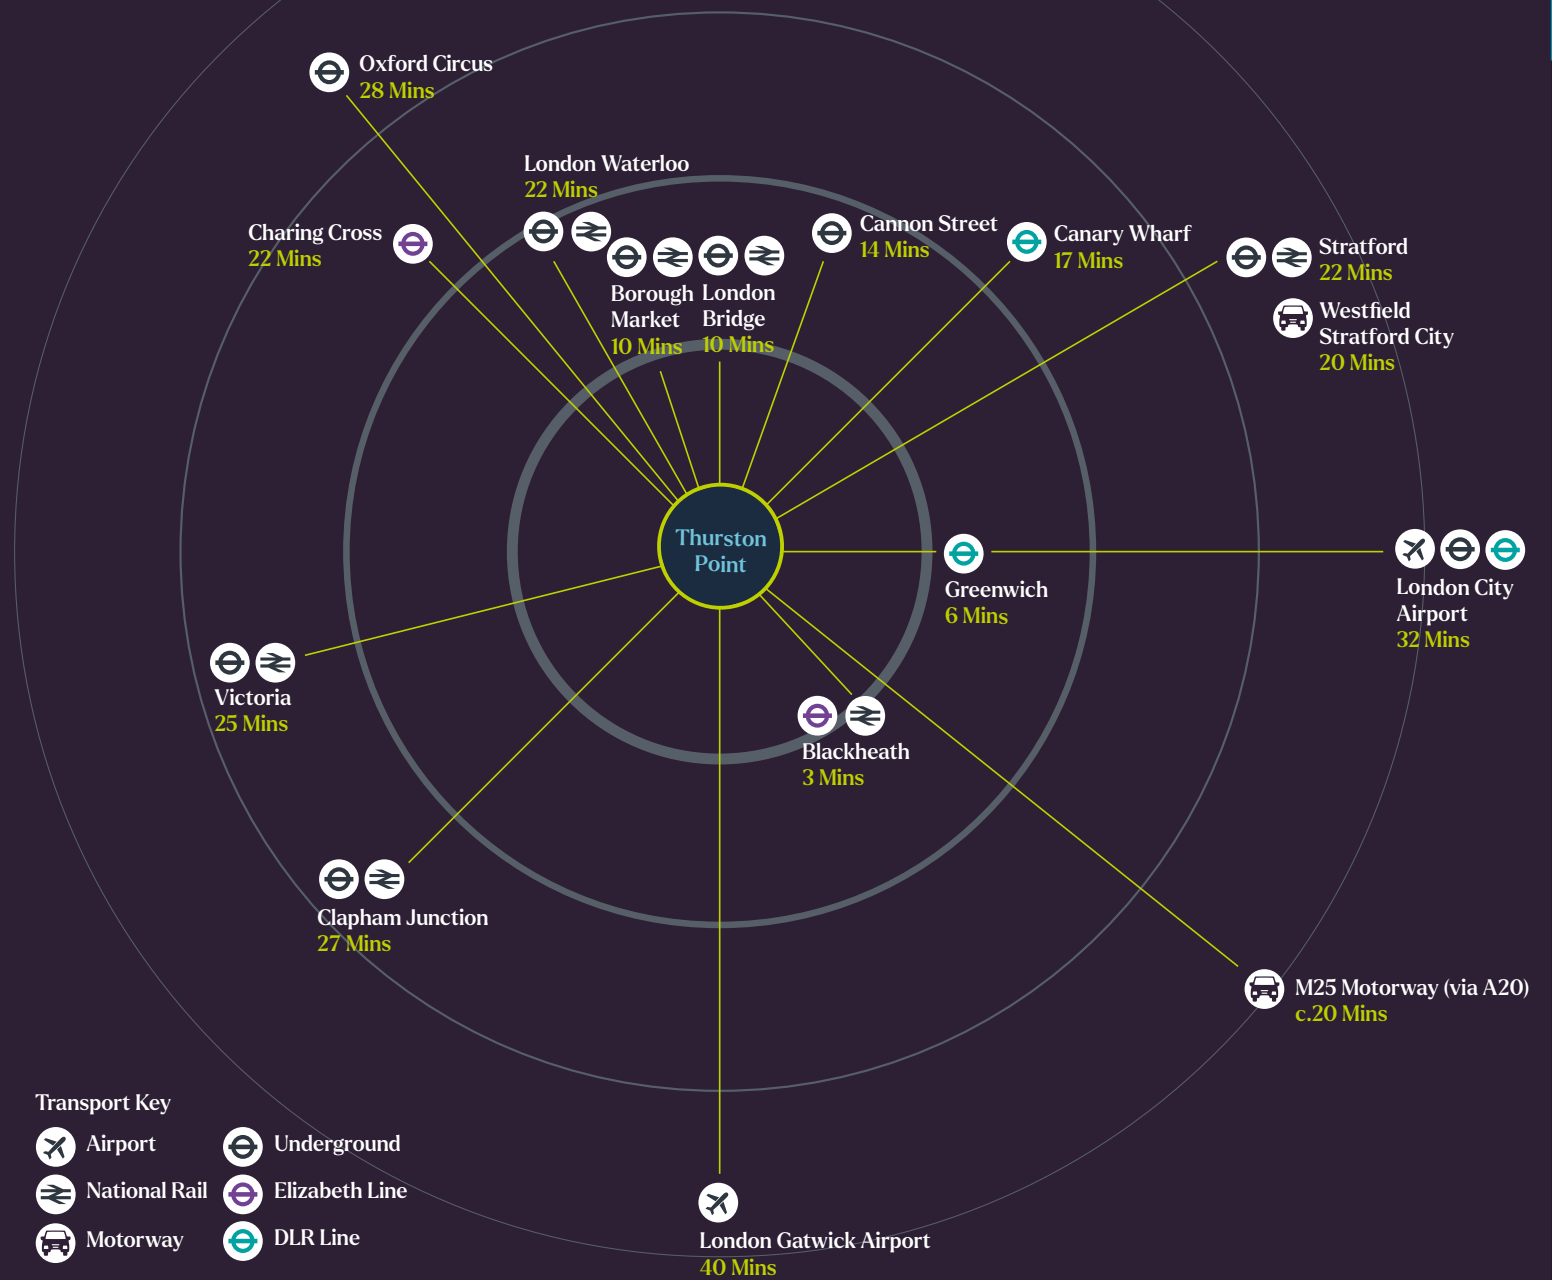 Oxford Circus
28 Mins
London Waterloo
22 Mins
Charing Cross
22 Mins
Borough
Market
10 Mins
London
Bridge
10 Mins
Cannon Street
14 Mins
Canary Wharf
17 Mins
Stratford
22 Mins
Westfield
Stratford City
20 Mins
Thurston
Point
Greenwich
6 Mins
London City
Airport
32 Mins
Victoria
25 Mins
Blackheath
3 Mins
Clapham Junction
27 Mins
M25 Motorway (via A20)
c.20 Mins
London Gatwick Airport
40 Mins
Transport Key
Airport
National Rail
Motorway
Underground
Elizabeth Line
DLR Line